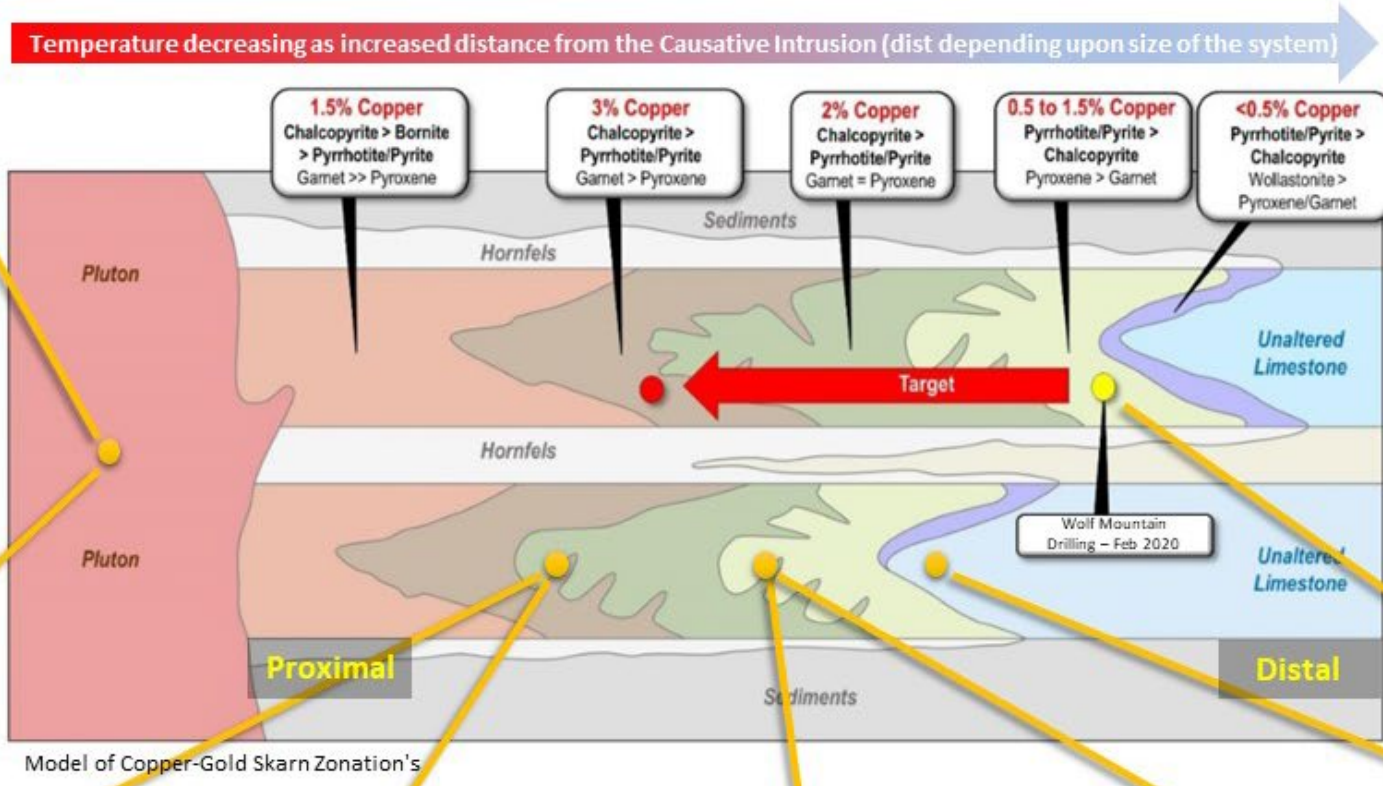 Temperature decreasing as increased distance from the Causative Intrusion (dist depending upon size of the system)
1.5% Copper
Chalcopyrite > Bornite
> Pyrrhotite/Pyrite
Garnet >> Pyroxene
3% Copper
Chalcopyrite >
Pyrrhotite/Pyrite
Garnet > Pyroxene
2% Copper
Chalcopyrite >
Pyrrhotite/Pyrite
Garnet = Pyroxene
0.5 to 1.5% Copper
Pyrrhotite/Pyrite >
Chalcopyrite
Pyroxene > Garnet
<0.5% Copper
Pyrrhotite/Pyrite >
Chalcopyrite
Wollastonite >
Pyroxene/Garnet
Sediments
Hornfels
Pluton
Unaltered
Limestone
Target
Hornfels
Wolf Mountain
Drilling – Feb 2020
Pluton
Unaltered
Limestone
Proximal
Distal
Sediments
Model of Copper-Gold Skarn Zonation's